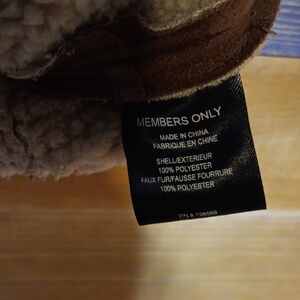 MEMBERS ONLY
MADE IN CHINA
FABRIQUE EN CHINE
SHELL/EXTERIEUR
100% POLYESTER
FAUX FUR/FAUSSE FOURRURE
100% POLYESTER